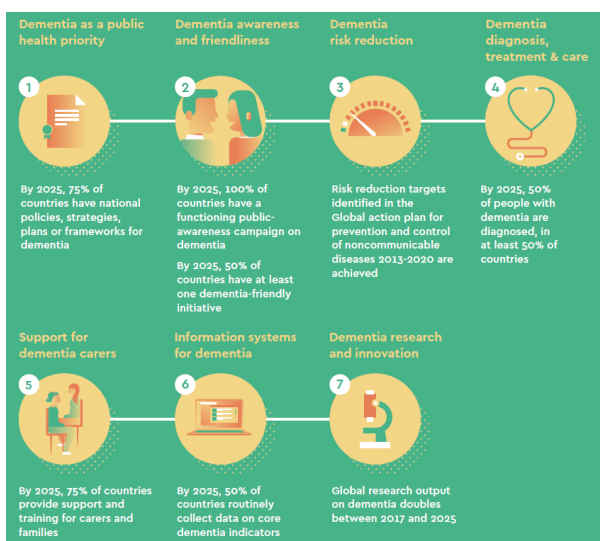 Dementia as a public
health priority
1
By 2025, 75% of
countries have national
policies, strategies,
plans or frameworks for
dementia
Dementia awareness
and friendliness
2
By 2025, 100% of
countries have a
functioning public-
awareness campaign on
dementia
By 2025, 50% of
countries have at least
one dementia-friendly
initiative
Dementia
risk reduction
3
Risk reduction targets
identified in the
Global action plan for
prevention and control
of noncommunicable
diseases 2013-2020 are
achieved
Dementia
diagnosis,
treatment & care
4
By 2025, 50%
of people with
dementia are
diagnosed, in
at least 50% of
countries
Support for
dementia carers
5
By 2025, 75% of countries
provide support and
training for carers and
families
Information systems
for dementia
6
By 2025, 50% of
countries routinely
collect data on core
dementia indicators
Dementia research
and innovation
7
Global research output
on dementia doubles
between 2017 and 2025